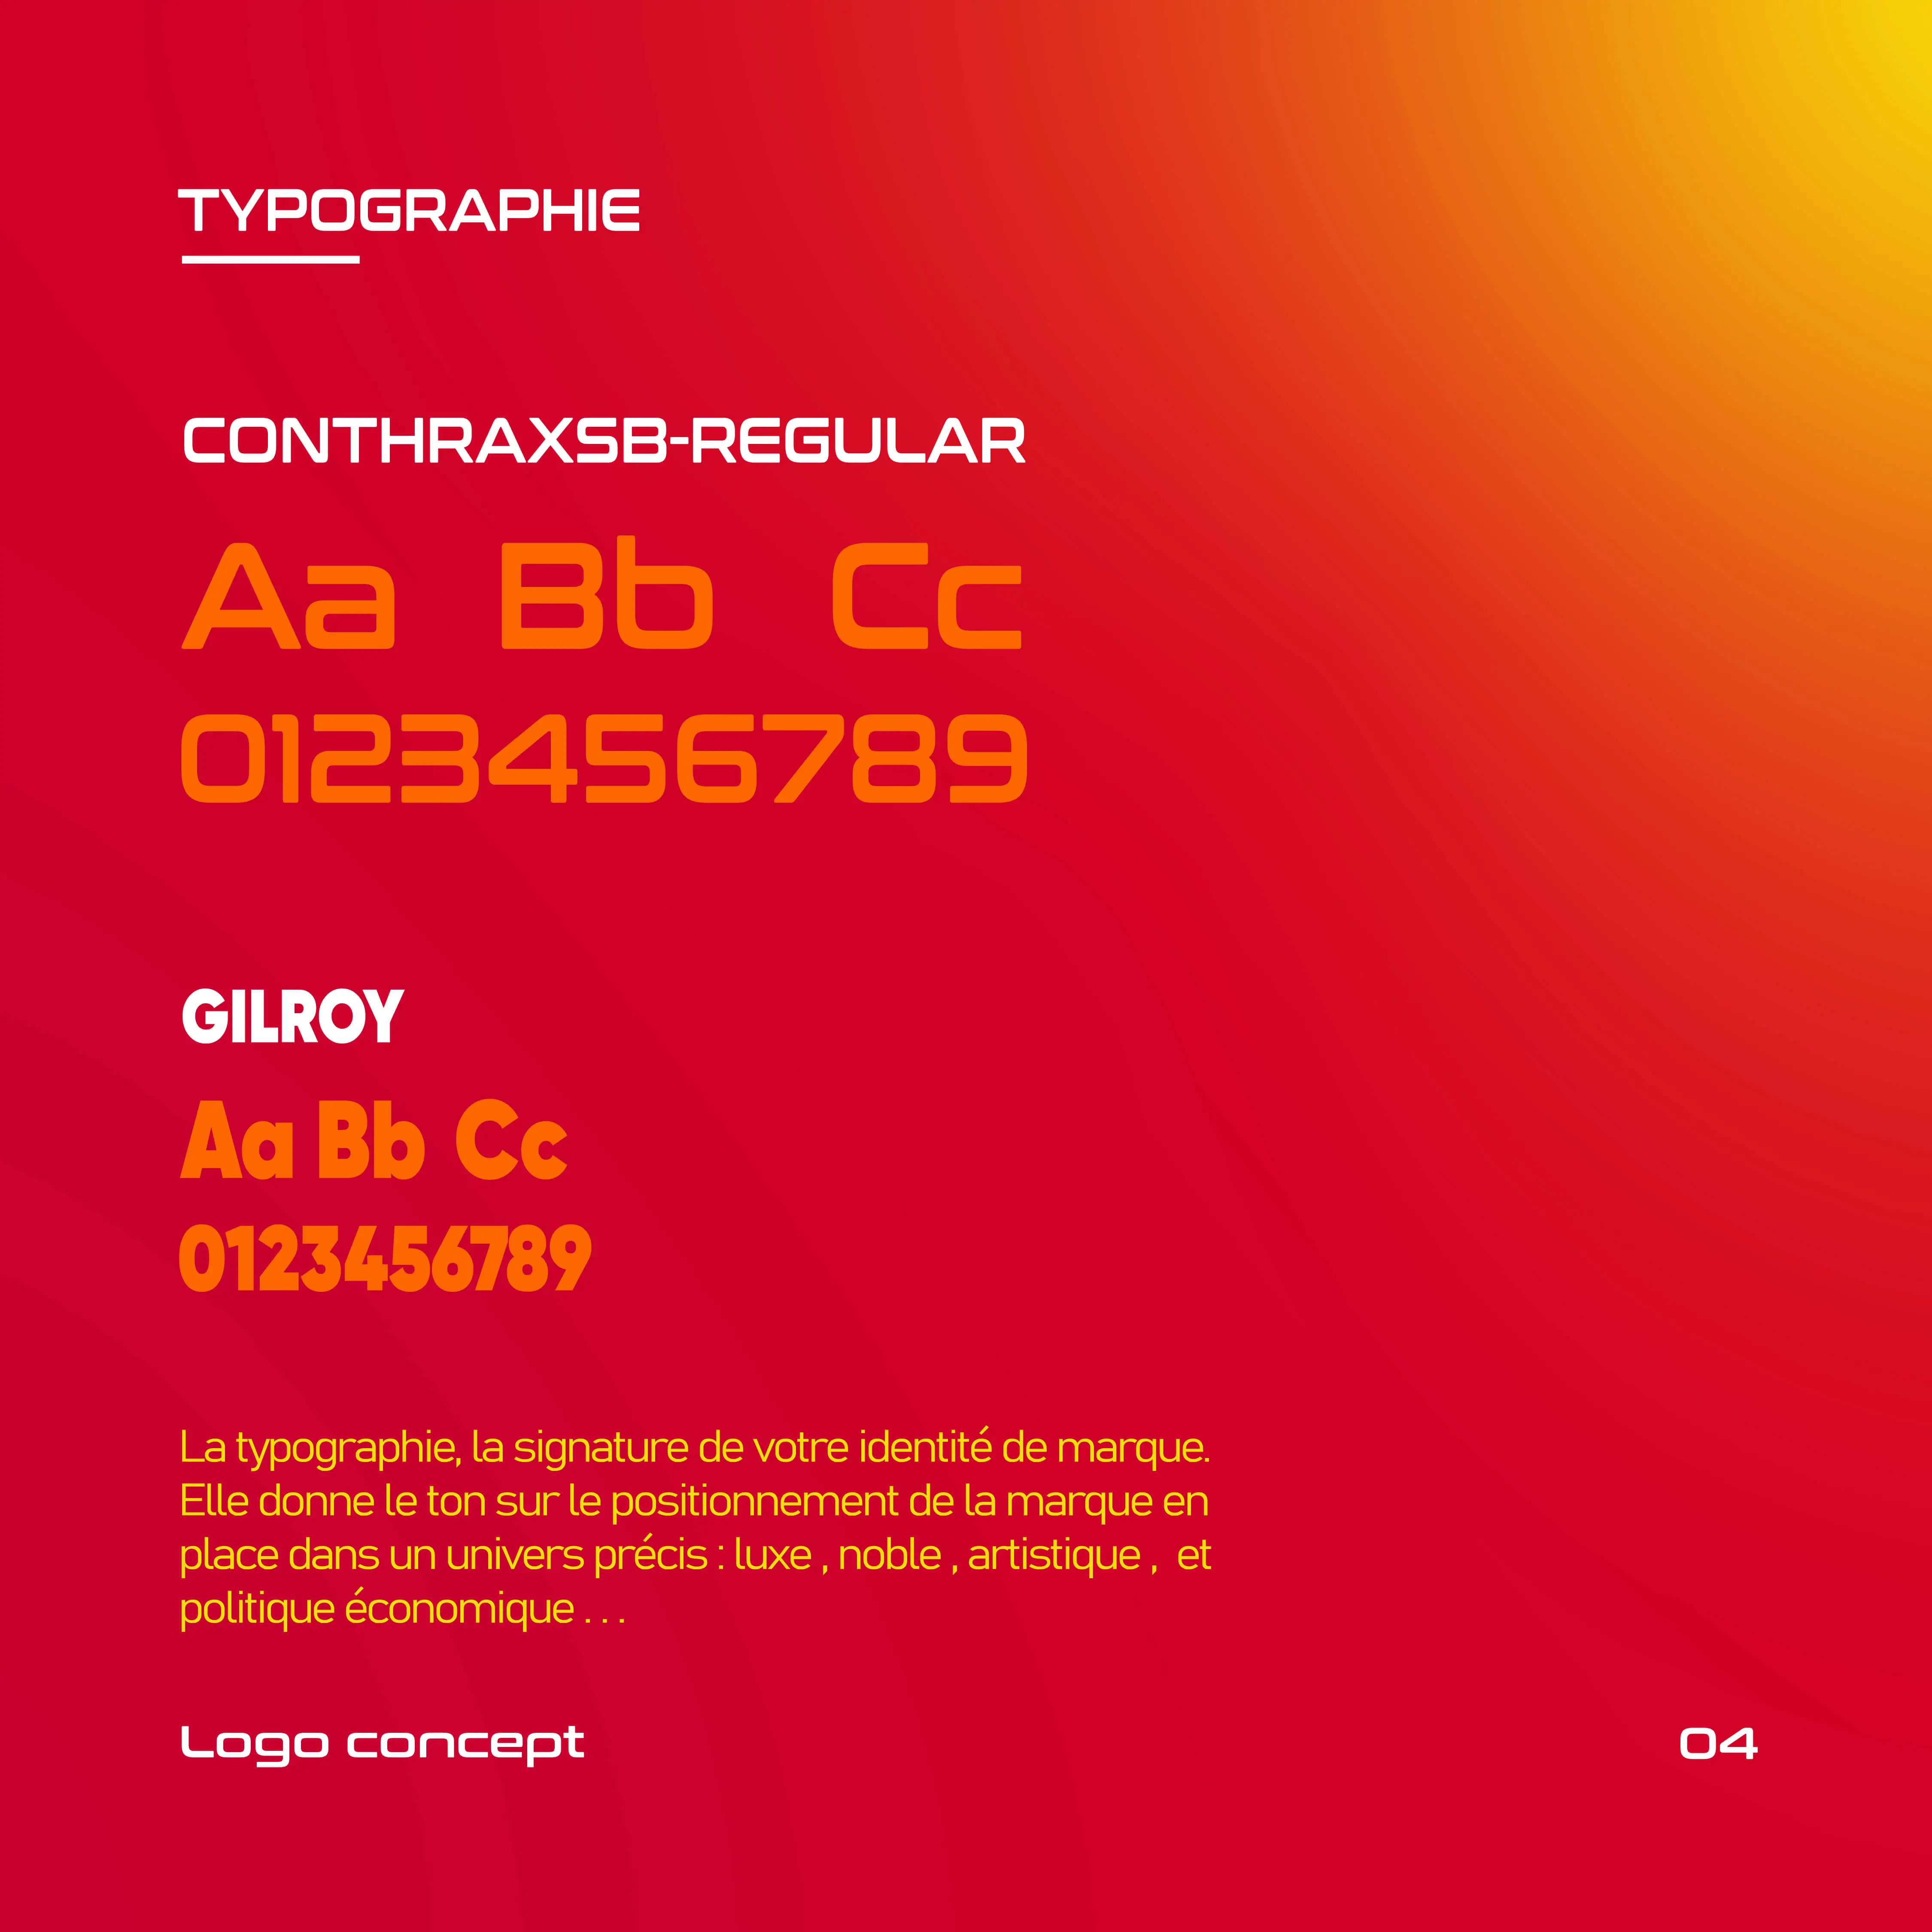 TYPOGRAPHIE
CONTHRAXSB-REGULAR
Aa Bb Cc
0123456789
GILROY
Aa Bb Cc
0123456789
La typographie, la signature de votre identité de marque.
Elle donne le ton sur le positionnement de la marque en
place dans un univers précis : luxe , noble , artistique , et
politique économique . . .
Logo concept
04